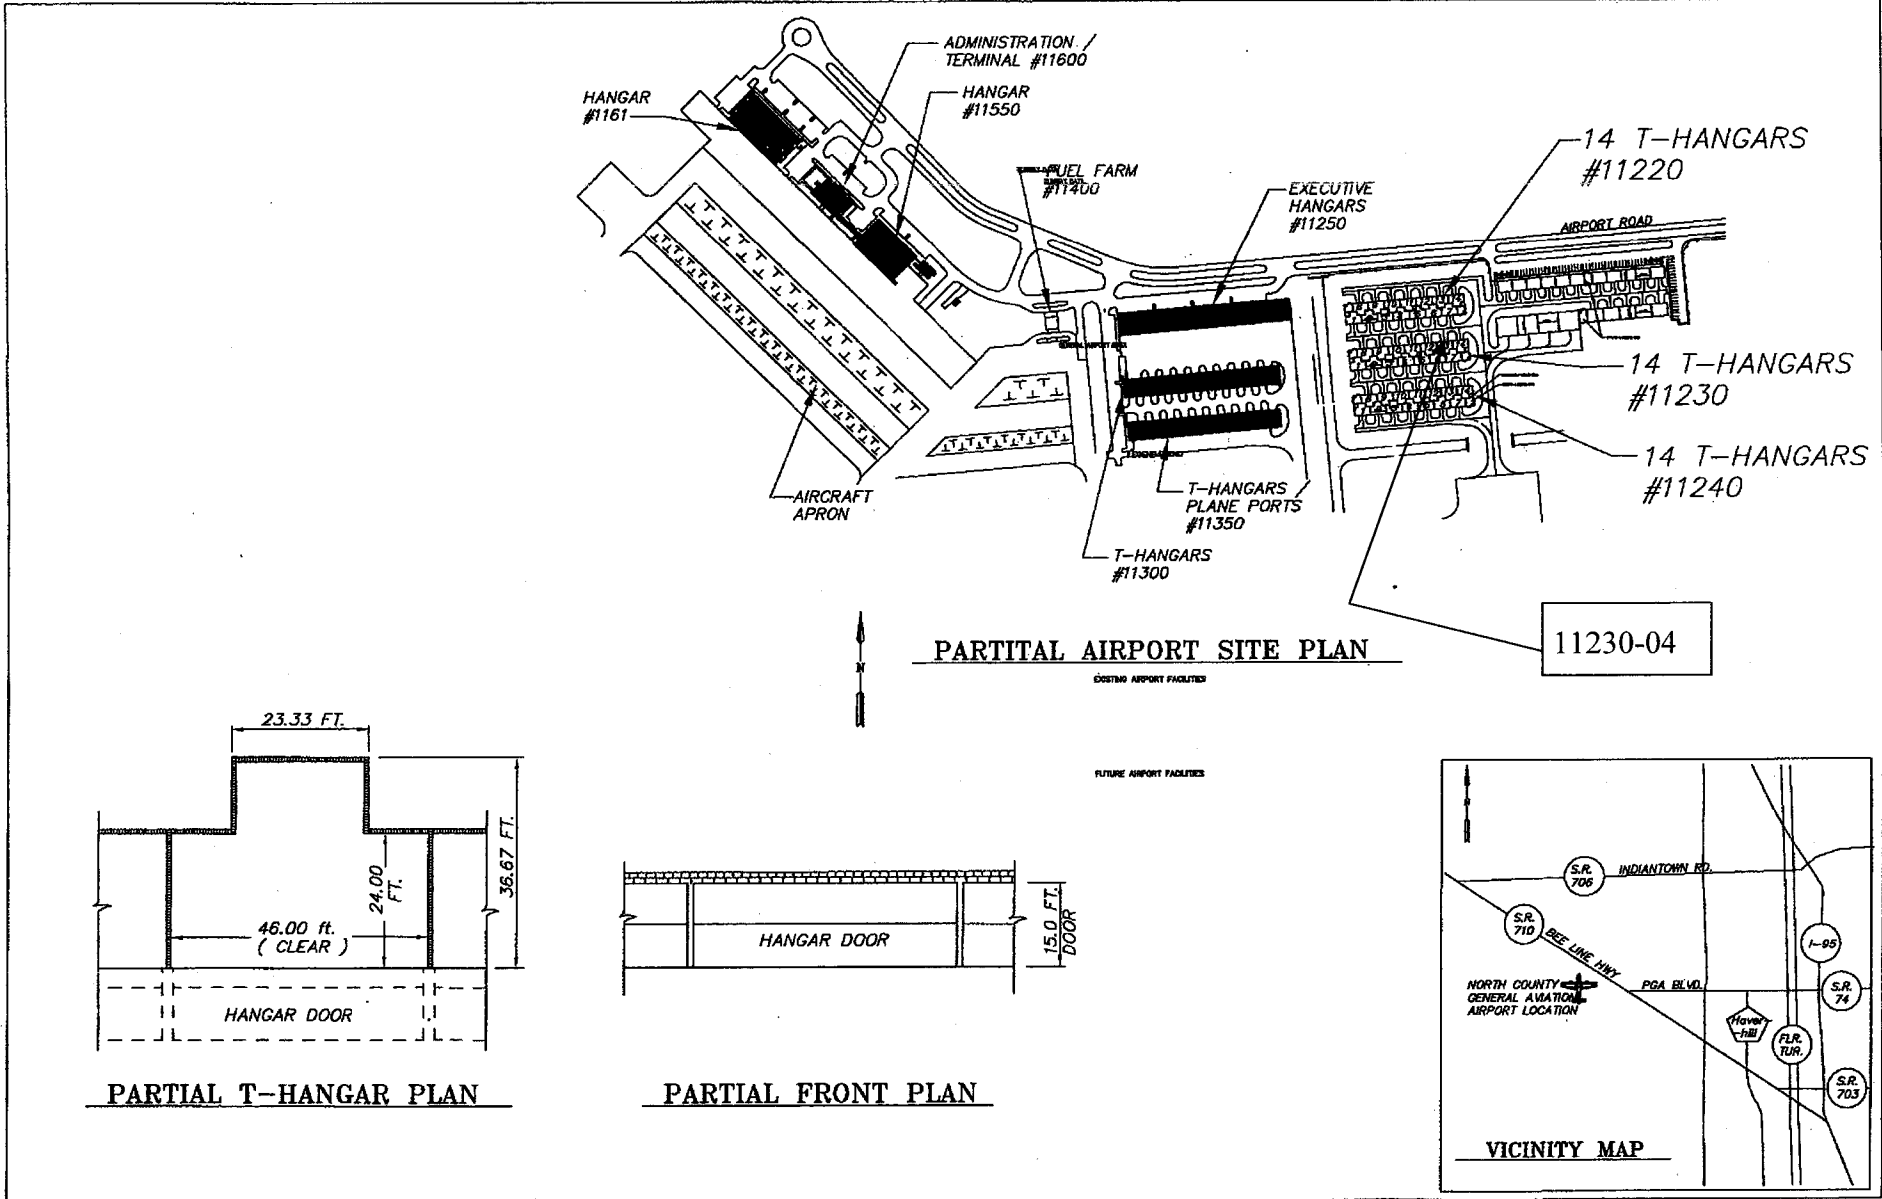 ADMINISTRATION /
TERMINAL #11600
HANGAR
#1161
HANGAR
#11550
FUEL FARM
#11400
EXECUTIVE
HANGARS
#11250
14 T-HANGARS
#11220
AIRPORT ROAD
14 T-HANGARS
#11230
14 T-HANGARS
#11240
AIRCRAFT
APRON
T-HANGARS
PLANE PORTS
#11350
T-HANGARS
#11300
11230-04
N
PARTITAL AIRPORT SITE PLAN
EXISTING AIRPORT FACILITIES
FUTURE AIRPORT FACILITIES
23.33 FT.
36.67 FT.
24.00
FT.
46.00 ft.
( CLEAR )
HANGAR DOOR
PARTIAL T-HANGAR PLAN
HANGAR DOOR
15.0 FT.
DOOR
PARTIAL FRONT PLAN
N
S.R.
706
INDIANTOWN RD.
S.R.
710
BEE LINE HWY
I-95
NORTH COUNTY
GENERAL AVIATION
AIRPORT LOCATION
PGA BLVD.
S.R.
74
Haver
-hill
FLR.
TUR.
S.R.
703
VICINITY MAP